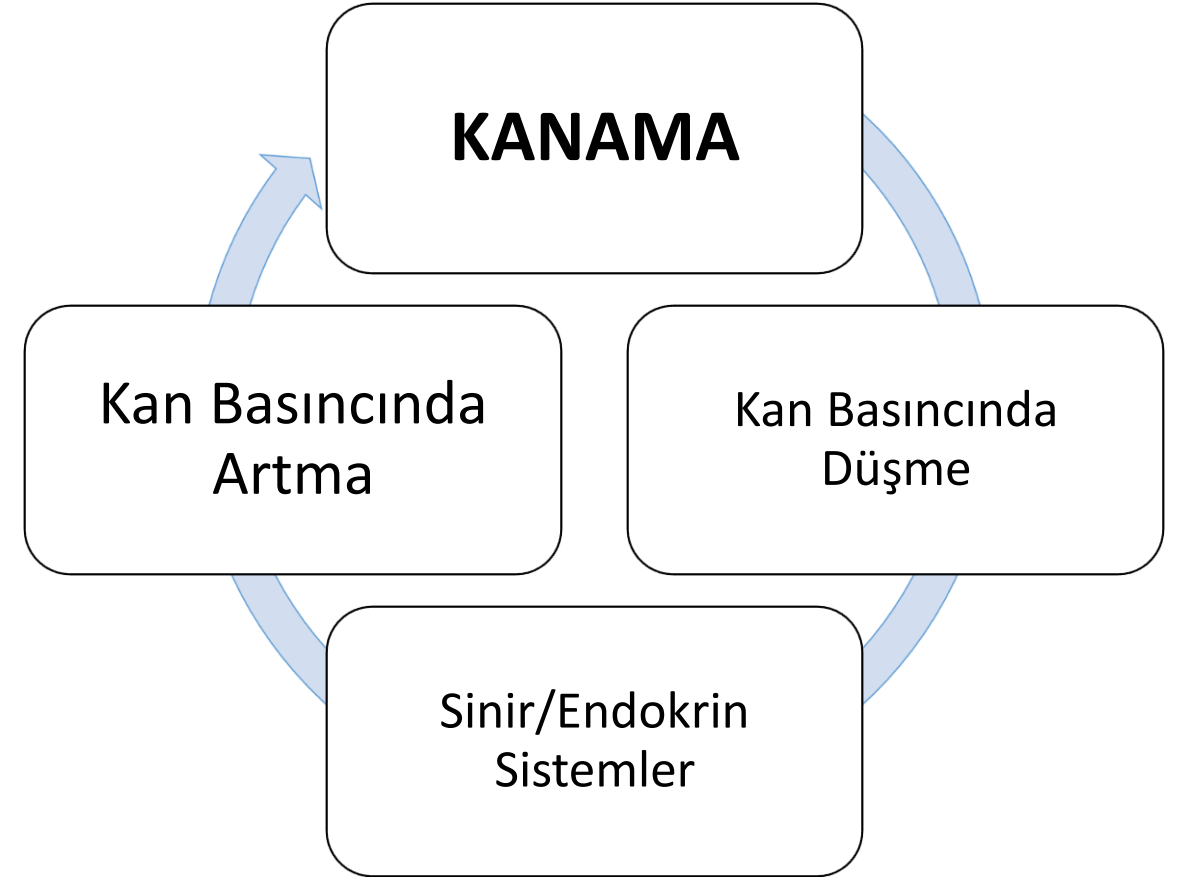 KANAMA
Kan Basıncında
Düşme
Sinir/Endokrin
Sistemler
Kan Basıncında
Artma